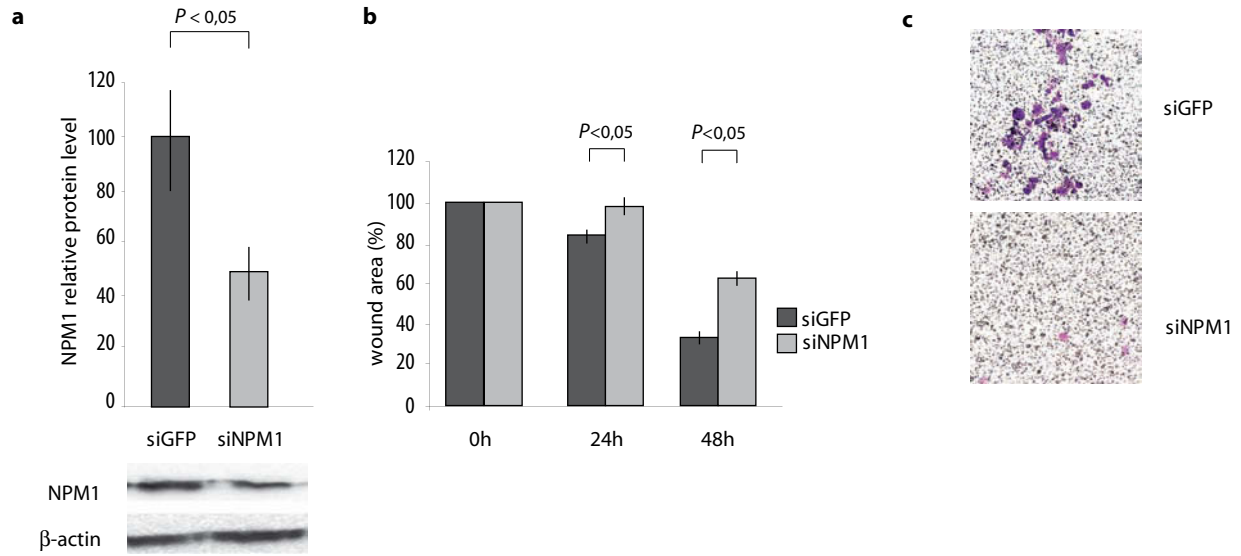 a
P < 0,05
NPM1 relative protein level
120
100
80
60
40
20
0
siGFP siNPM1
NPM1
β-actin
b
P<0,05 P<0,05
wound area (%)
120
100
80
60
40
20
0
0h 24h 48h
siGFP
siNPM1
c
siGFP
siNPM1